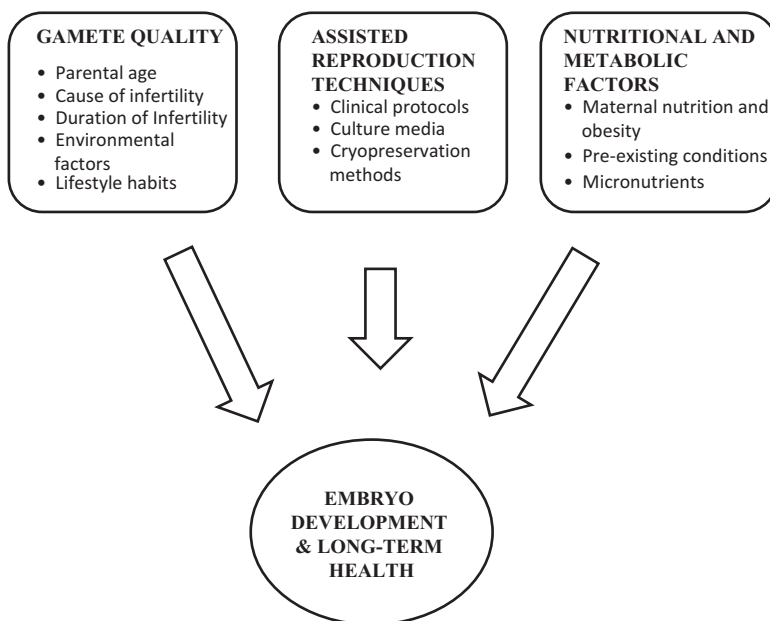 GAMETE QUALITY
• Parental age
• Cause of infertility
• Duration of Infertility
• Environmental
factors
• Lifestyle habits
ASSISTED
REPRODUCTION
TECHNIQUES
• Clinical protocols
• Culture media
• Cryopreservation
methods
NUTRITIONAL AND
METABOLIC
FACTORS
• Maternal nutrition and
obesity
• Pre-existing conditions
• Micronutrients
EMBRYO
DEVELOPMENT
& LONG-TERM
HEALTH